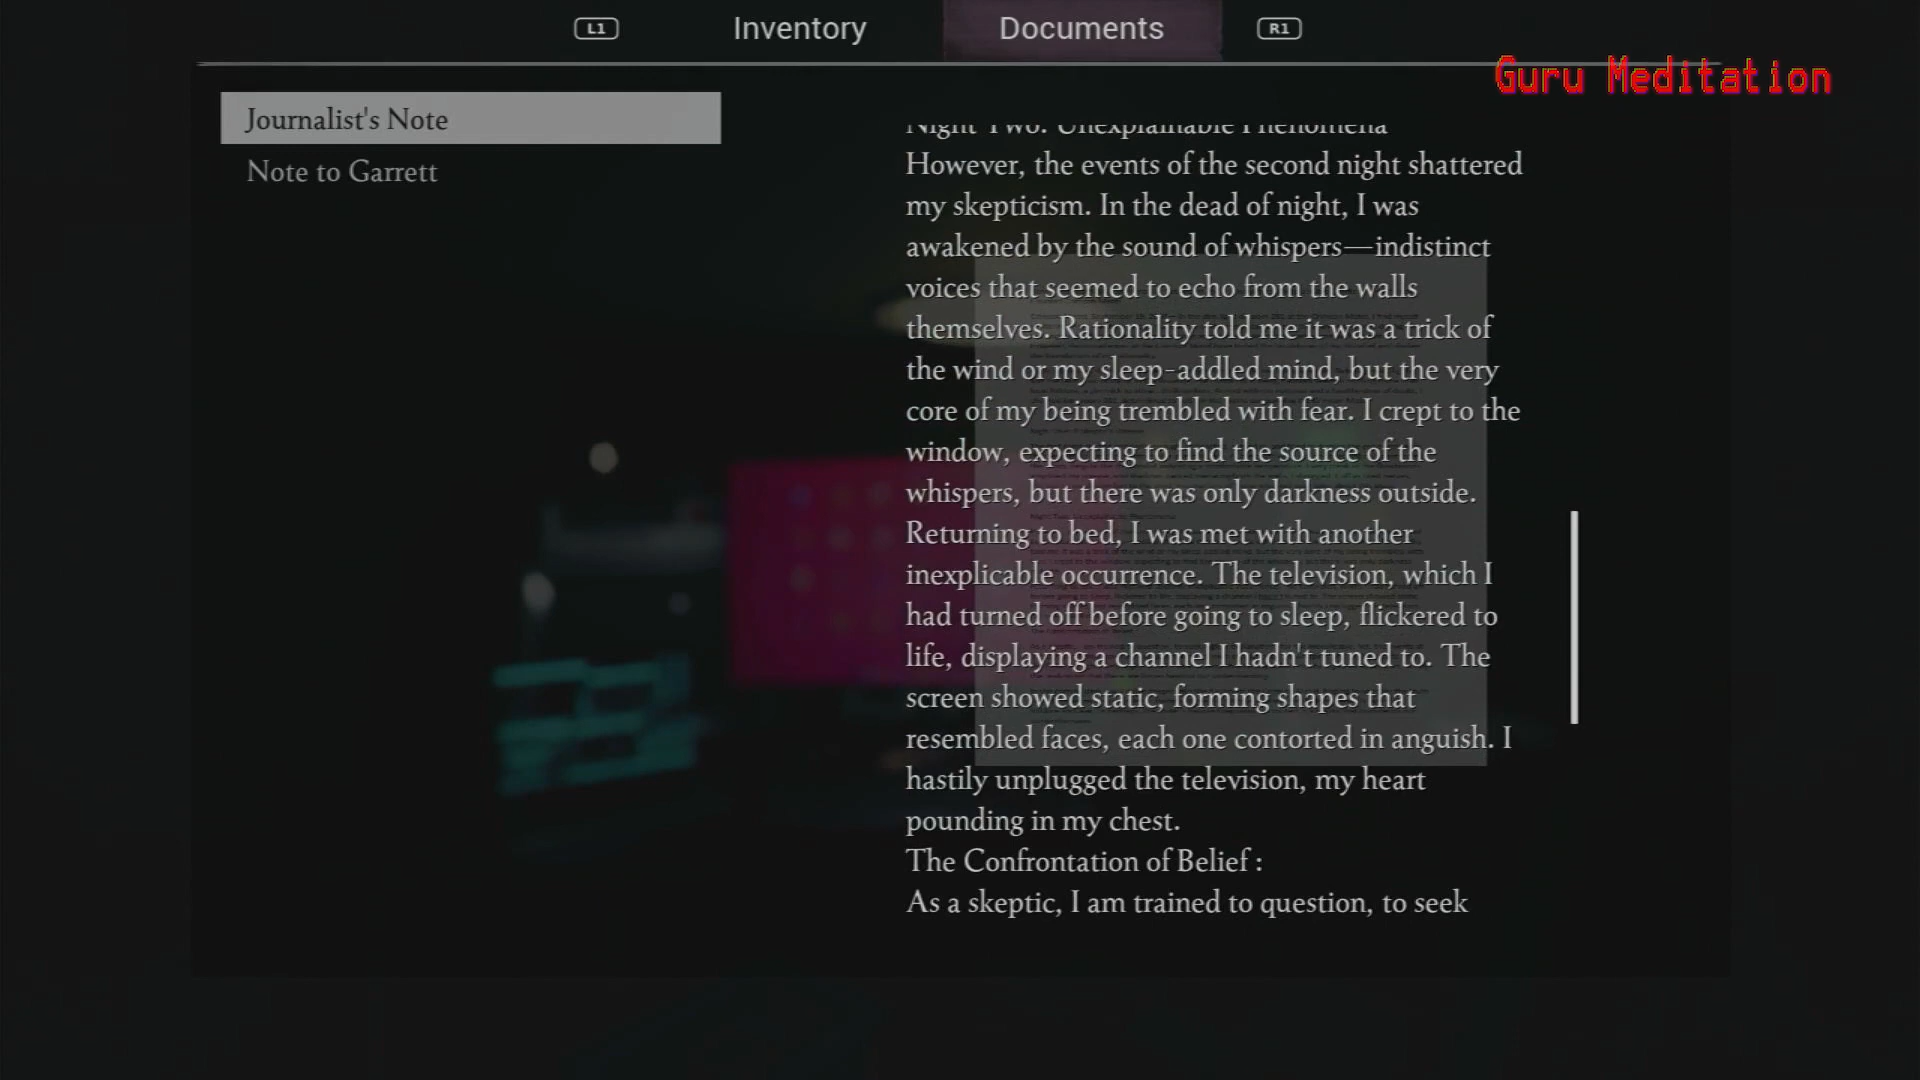 L1
Inventory
Documents
R1
Guru Meditation
Journalist's Note
Note to Garrett
Night Two: Unexplainable Phenomena
However, the events of the second night shattered
my skepticism. In the dead of night, I was
awakened by the sound of whispers—indistinct
voices that seemed to echo from the walls
themselves. Rationality told me it was a trick of
the wind or my sleep-addled mind, but the very
core of my being trembled with fear. I crept to the
window, expecting to find the source of the
whispers, but there was only darkness outside.
Returning to bed, I was met with another
inexplicable occurrence. The television, which I
had turned off before going to sleep, flickered to
life, displaying a channel I hadn't tuned to. The
screen showed static, forming shapes that
resembled faces, each one contorted in anguish. I
hastily unplugged the television, my heart
pounding in my chest.
The Confrontation of Belief :
As a skeptic, I am trained to question, to seek